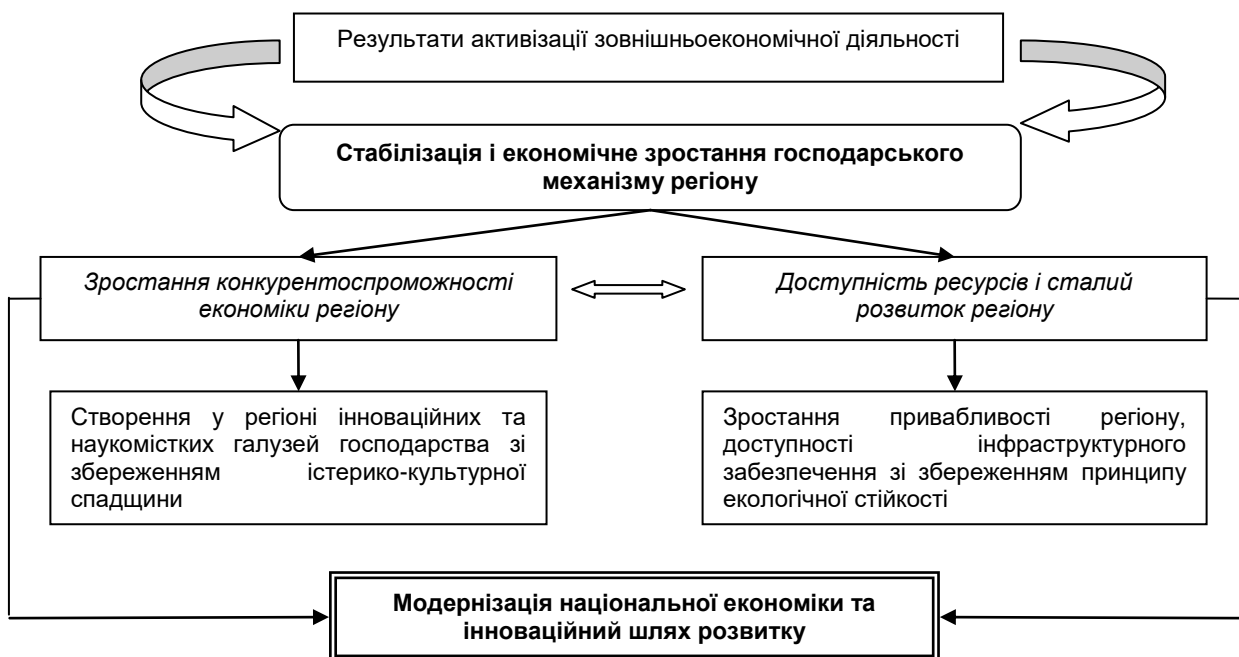 Результати активізації зовнішньоекономічної діяльності
Стабілізація і економічне зростання господарського
механізму регіону
Зростання конкурентоспроможності
економіки регіону
Доступність ресурсів і сталий
розвиток регіону
Створення у регіоні інноваційних та
наукомістких галузей господарства зі
збереженням істерико-культурної
спадщини
Зростання привабливості регіону,
доступності інфраструктурного
забезпечення зі збереженням принципу
екологічної стійкості
Модернізація національної економіки та
інноваційний шлях розвитку